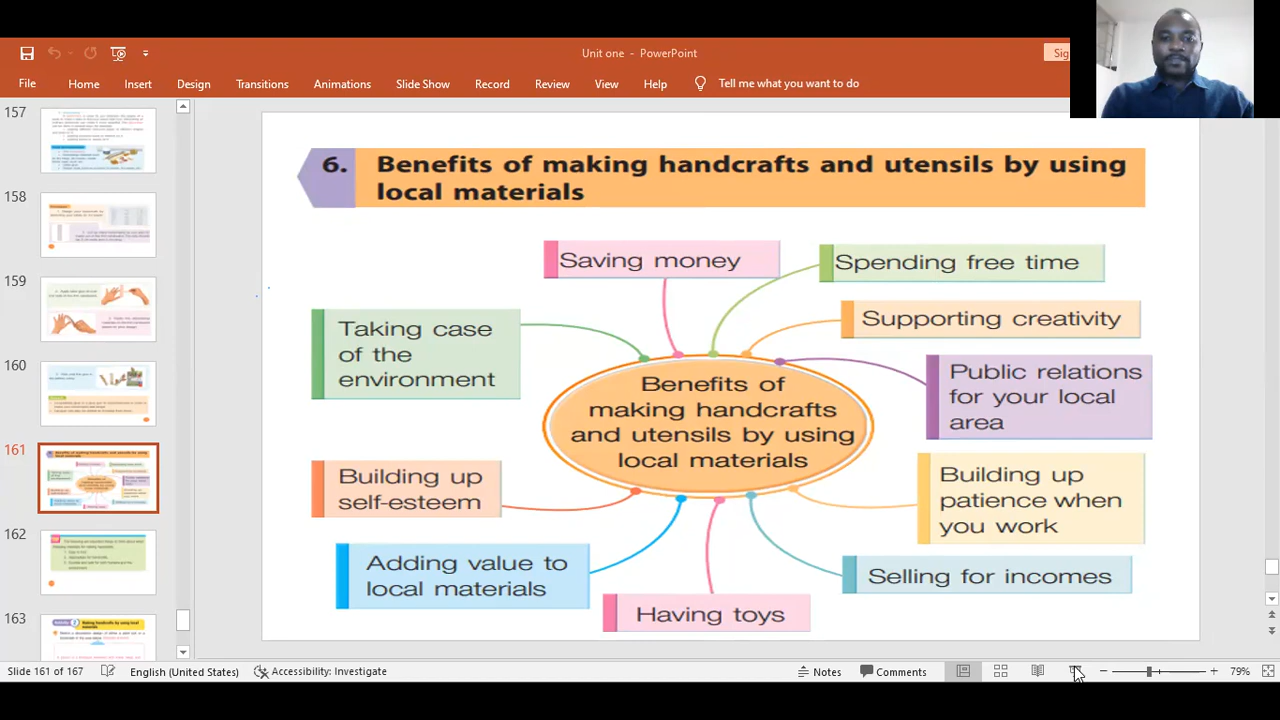 Unit one - PowerPoint
File
Home
Insert
Design
Transitions
Animations
Slide Show
Record
Review
View
Help
Tell me what you want to do
157
158
159
160
161
162
163
6. Benefits of making handcrafts and utensils by using
local materials
Saving money
Spending free time
Taking case
of the
environment
Supporting creativity
Public relations
for your local
area
Benefits of
making handcrafts
and utensils by using
local materials
Building up
self-esteem
Building up
patience when
you work
Adding value to
local materials
Selling for incomes
Having toys
Slide 161 of 167
English (United States)
Accessibility: Investigate
Notes
Comments
79%